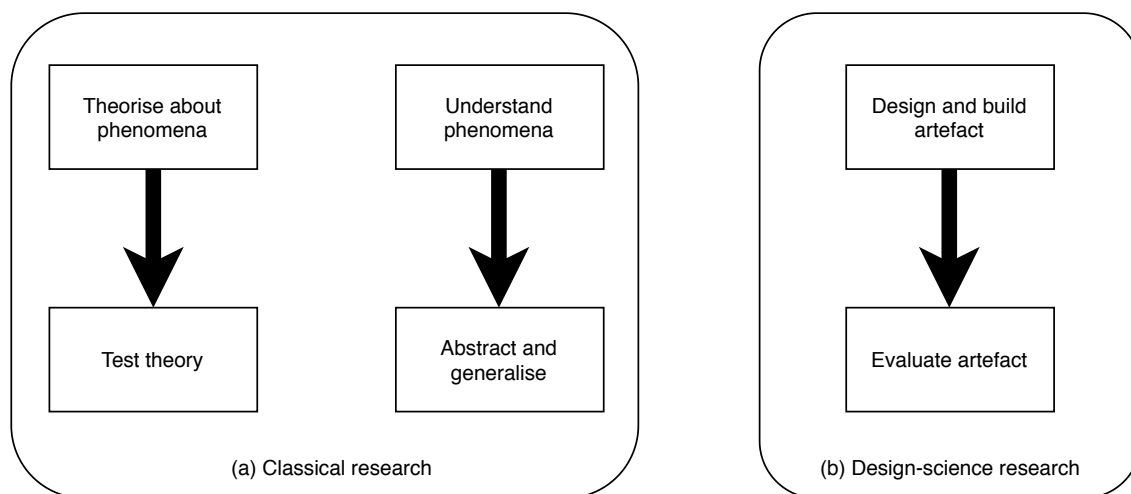 Theorise about
phenomena
Understand
phenomena
Design and build
artefact
Test theory
Abstract and
generalise
Evaluate artefact
(a) Classical research
(b) Design-science research